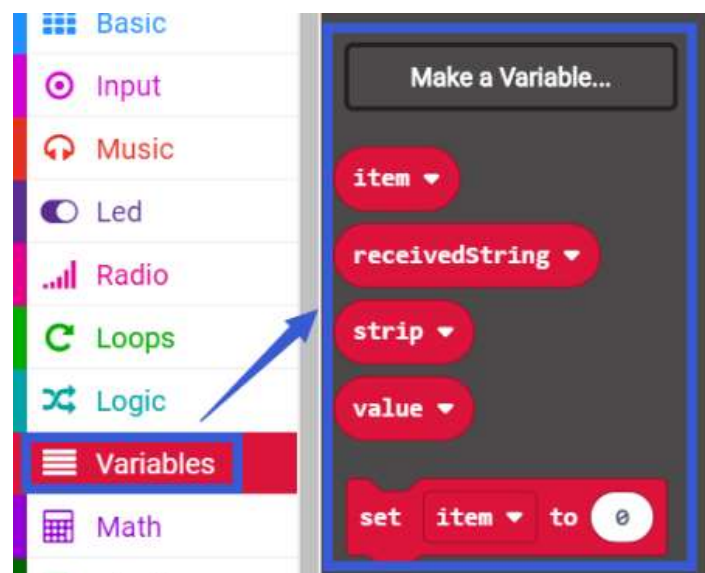 Basic
Input
Music
Led
Radio
Loops
Logic
Variables
Math
Make a Variable...
item
receivedString
strip
value
set item to 0